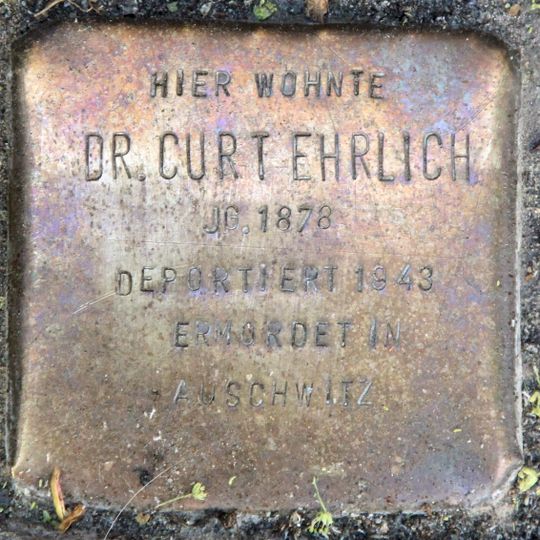 HIER WOHNTE
DR. CURT EHRLICH
JG. 1878
DEPORTIERT 1943
ERMORDET IN
AUSCHWITZ